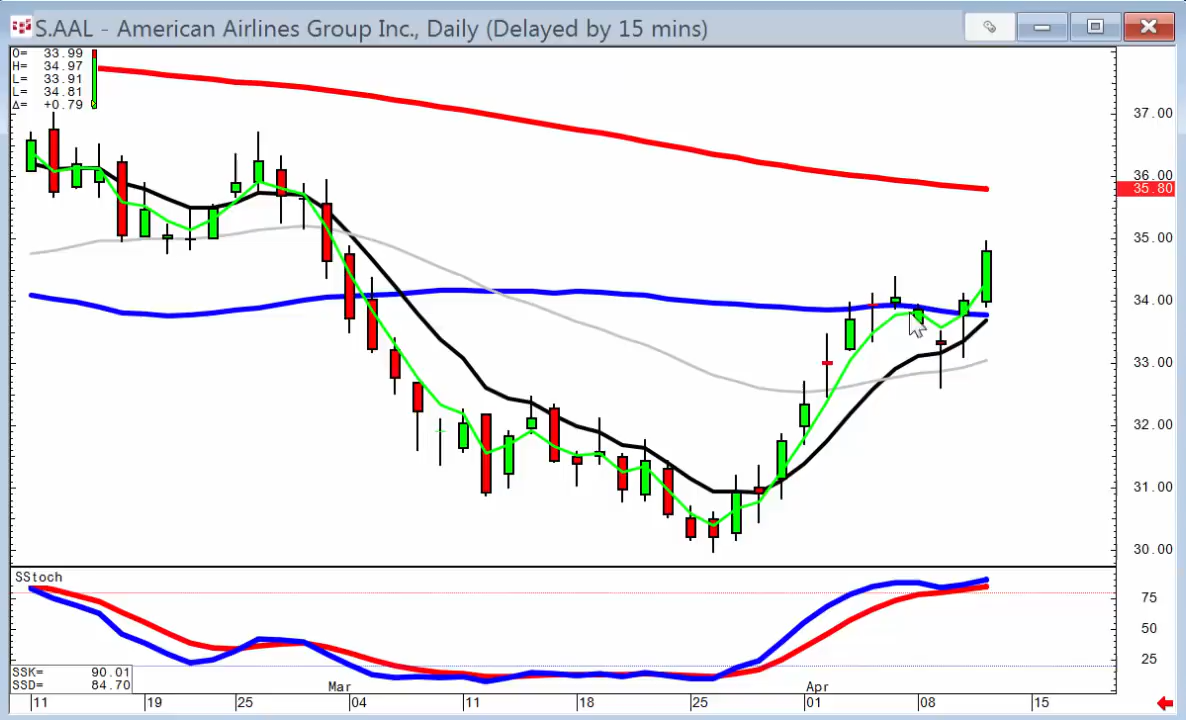 S.AAL - American Airlines Group Inc., Daily (Delayed by 15 mins)
O= 33.99
H= 34.97
L= 33.91
L= 34.81
Δ= +0.79
37.00
36.00
35.80
35.00
34.00
33.00
32.00
31.00
30.00
SStoch
75
50
25
SSK= 90.01
SSD= 84.70
Mar
Apr
11
19
25
04
11
18
25
01
08
15